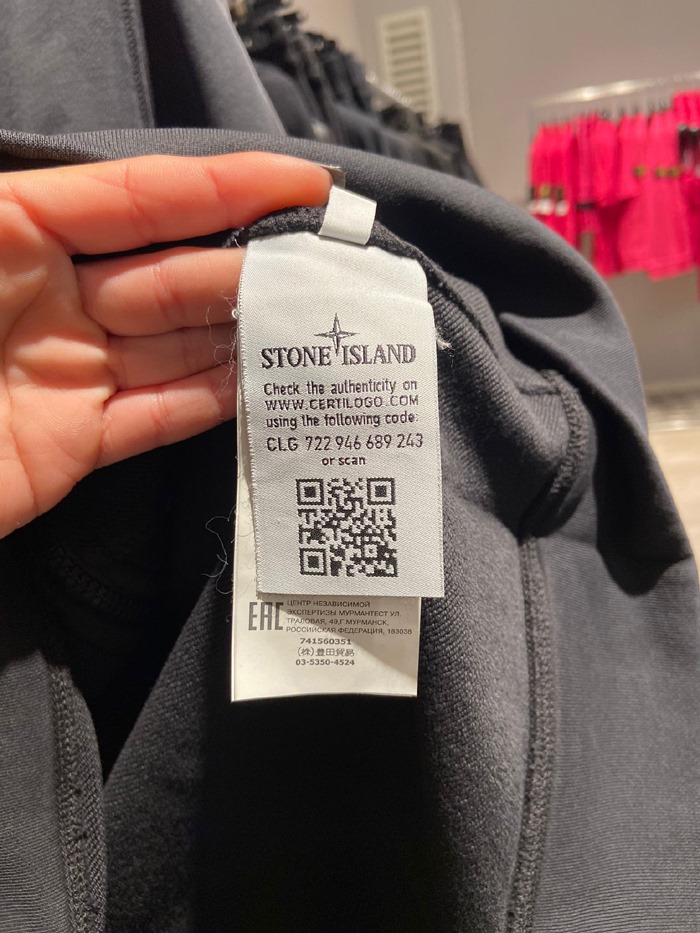 STONE ISLAND
Check the authenticity on
WWW.CERTILOGO.COM
using the following code:
CLG 722 946 689 243
or scan
EAC
ЦЕНТР НЕЗАВИСИМОЙ
ЭКСПЕРТИЗЫ МУРМАНТЕСТ УЛ.
ТРАЛОВАЯ, 49,Г МУРМАНСК,
РОССИЙСКАЯ ФЕДЕРАЦИЯ, 183038
741560351
(株)豊田貿易
03-5350-4524